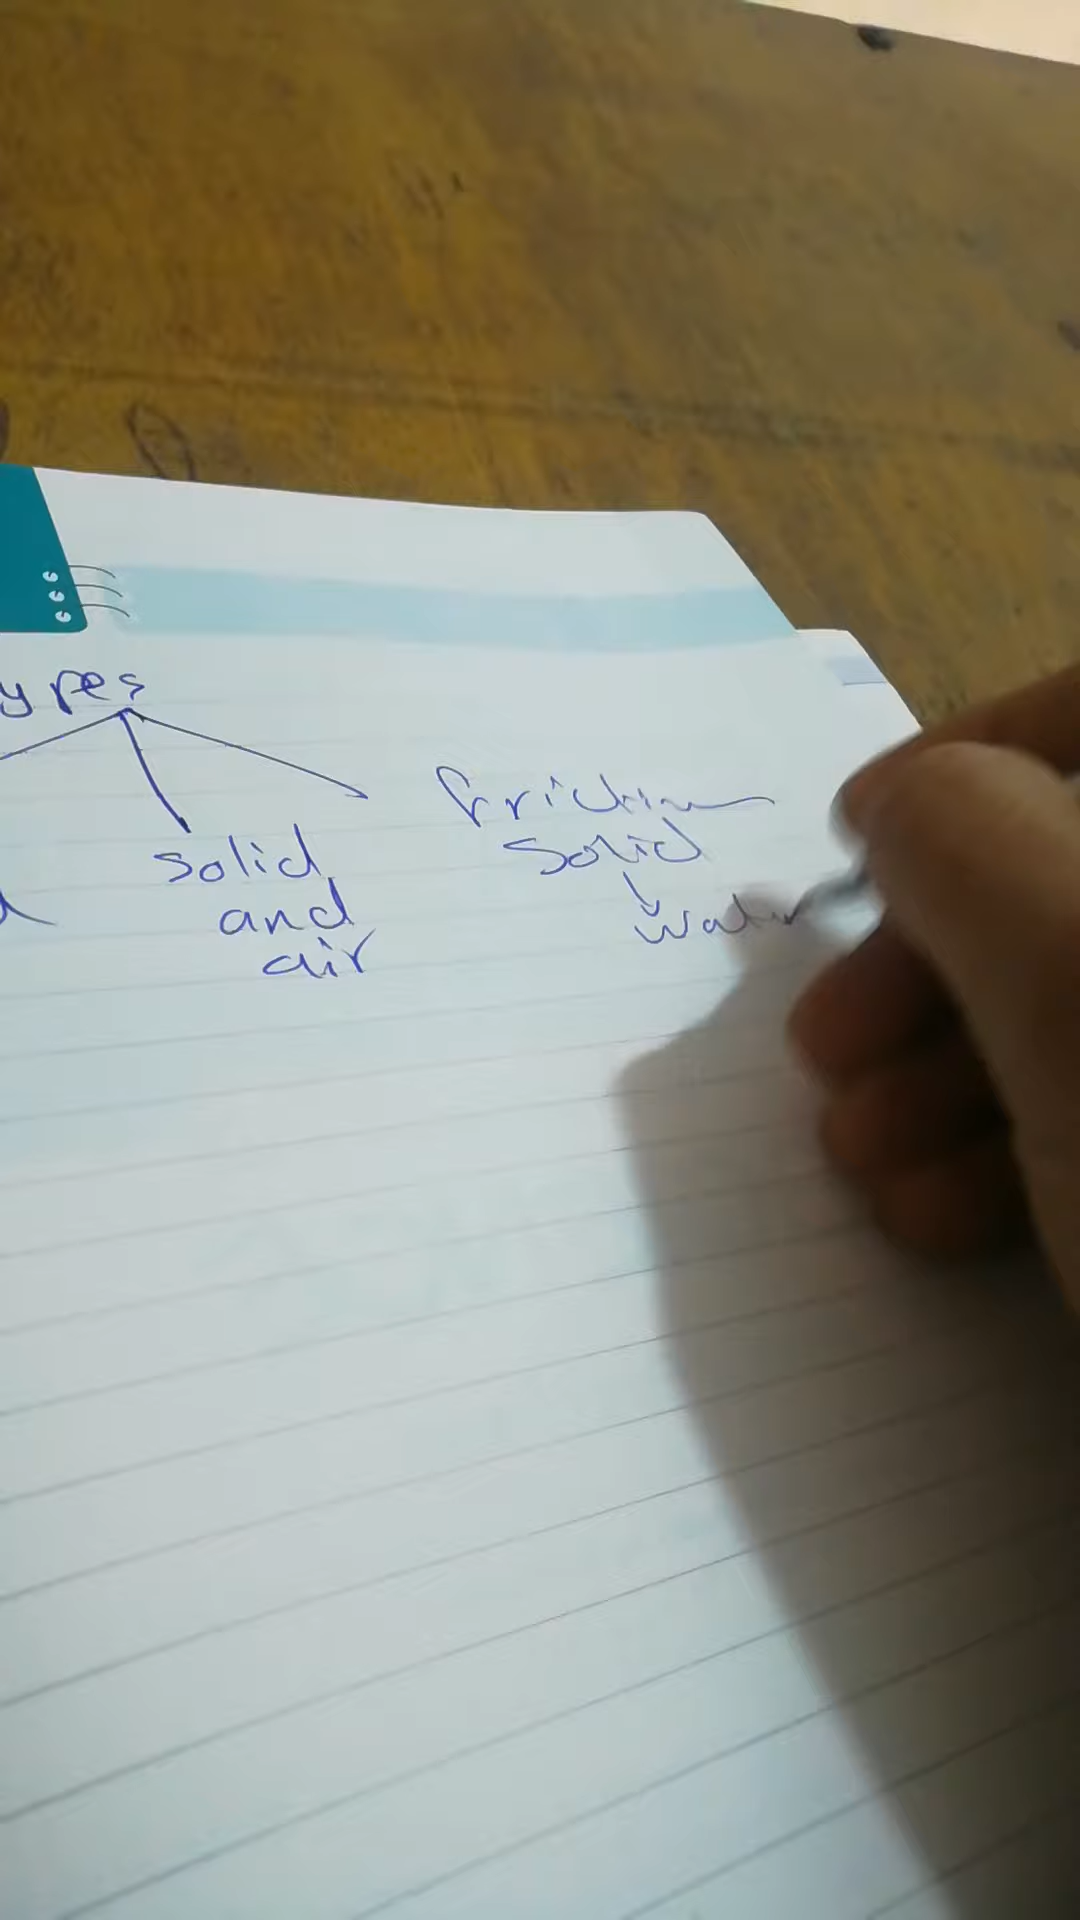 ypes
friction
solid
solid
and
water
air